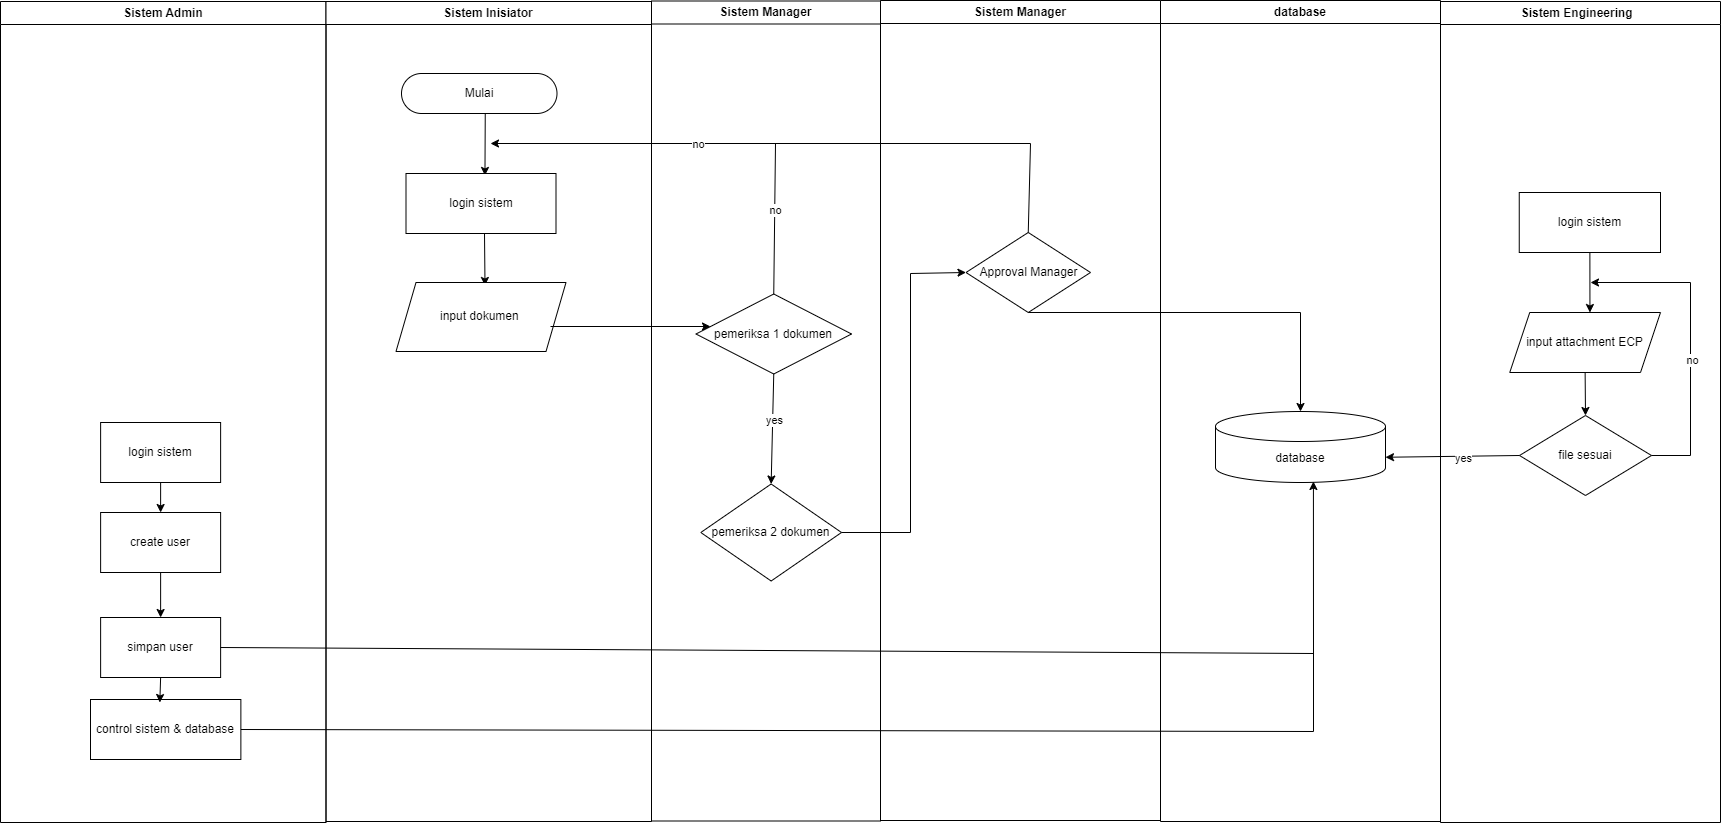 Sistem Admin
Sistem Inisiator
Sistem Manager
Sistem Manager
database
Sistem Engineering
Mulai
no
login sistem
no
login sistem
Approval Manager
input dokumen
pemeriksa 1 dokumen
input attachment ECP
no
yes
login sistem
database
yes
file sesuai
create user
pemeriksa 2 dokumen
simpan user
control sistem & database